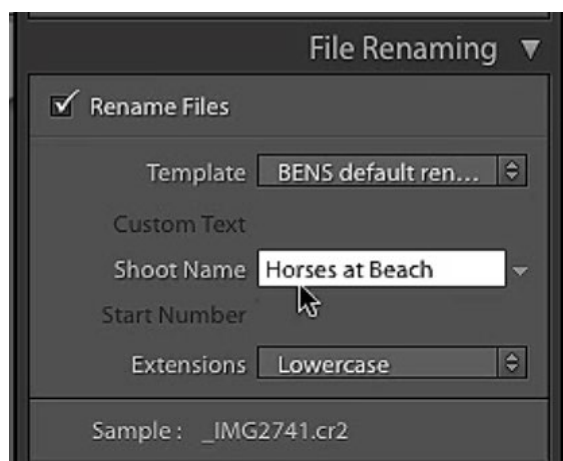 File Renaming
Rename Files
Template BENS default ren...
Custom Text
Shoot Name Horses at Beach
Start Number
Extensions Lowercase
Sample : _IMG2741.cr2